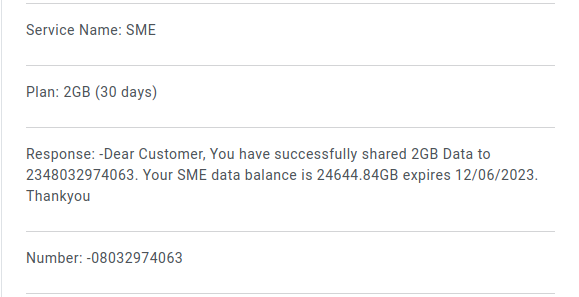 Service Name: SME
Plan: 2GB (30 days)
Response: -Dear Customer, You have successfully shared 2GB Data to
2348032974063. Your SME data balance is 24644.84GB expires 12/06/2023.
Thankyou
Number: -08032974063